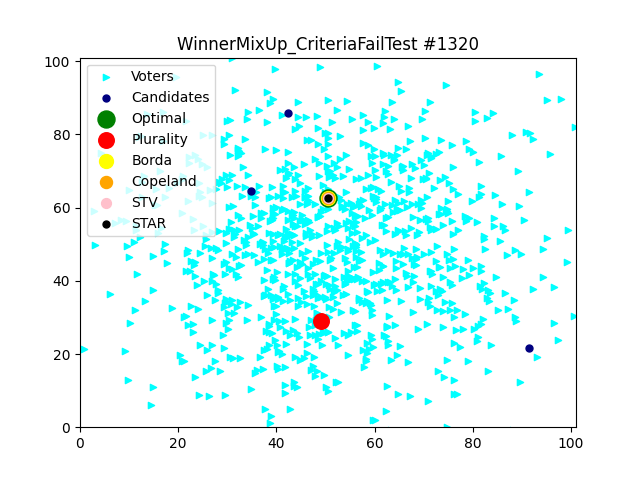 WinnerMixUp_CriteriaFailTest #1320
100
80
60
40
20
0
0 20 40 60 80 100
Voters
Candidates
Optimal
Plurality
Borda
Copeland
STV
STAR